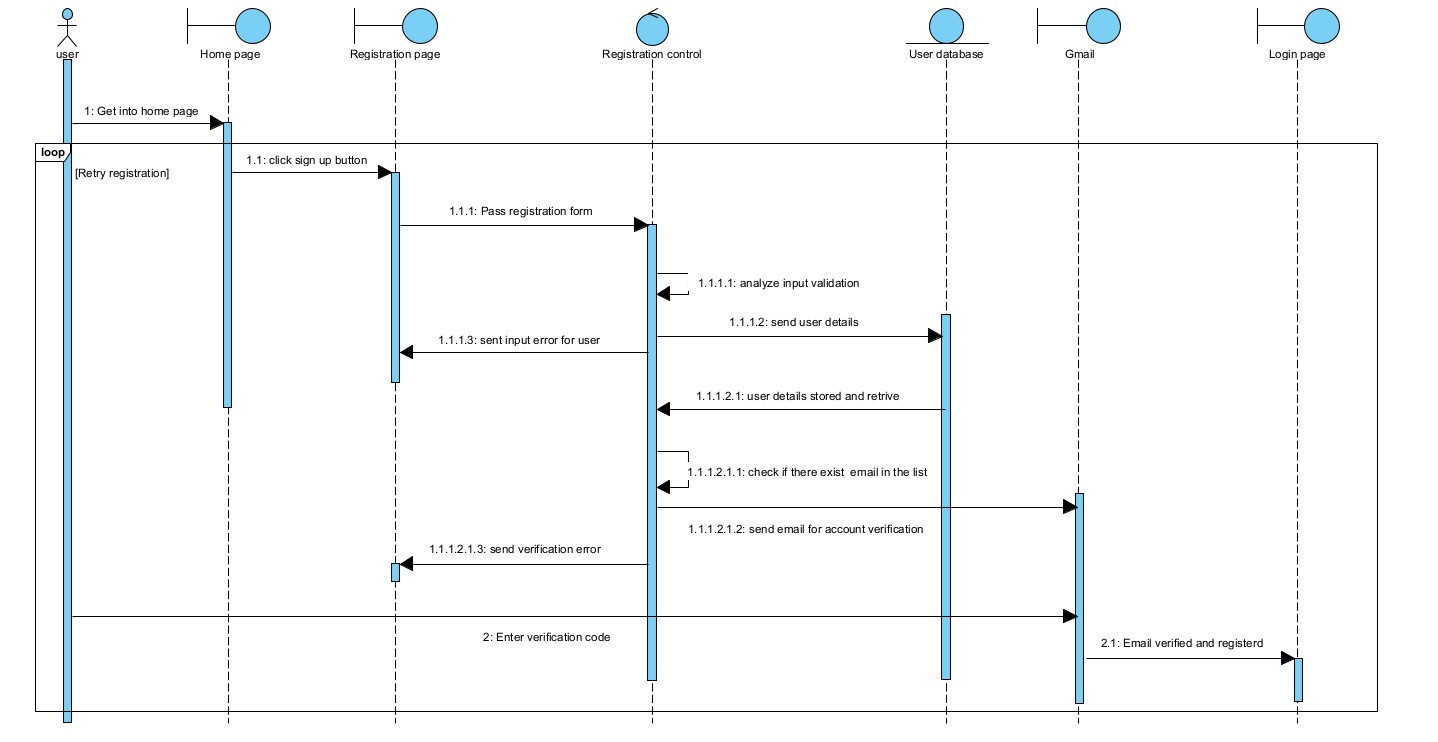 user
Home page
Registration page
Registration control
User database
Gmail
Login page
1: Get into home page
loop
[Retry registration]
1.1: click sign up button
1.1.1: Pass registration form
1.1.1.1: analyze input validation
1.1.1.2: send user details
1.1.1.3: sent input error for user
1.1.1.2.1: user details stored and retrive
1.1.1.2.1.1: check if there exist  email in the list
1.1.1.2.1.2: send email for account verification
1.1.1.2.1.3: send verification error
2: Enter verification code
2.1: Email verified and registerd